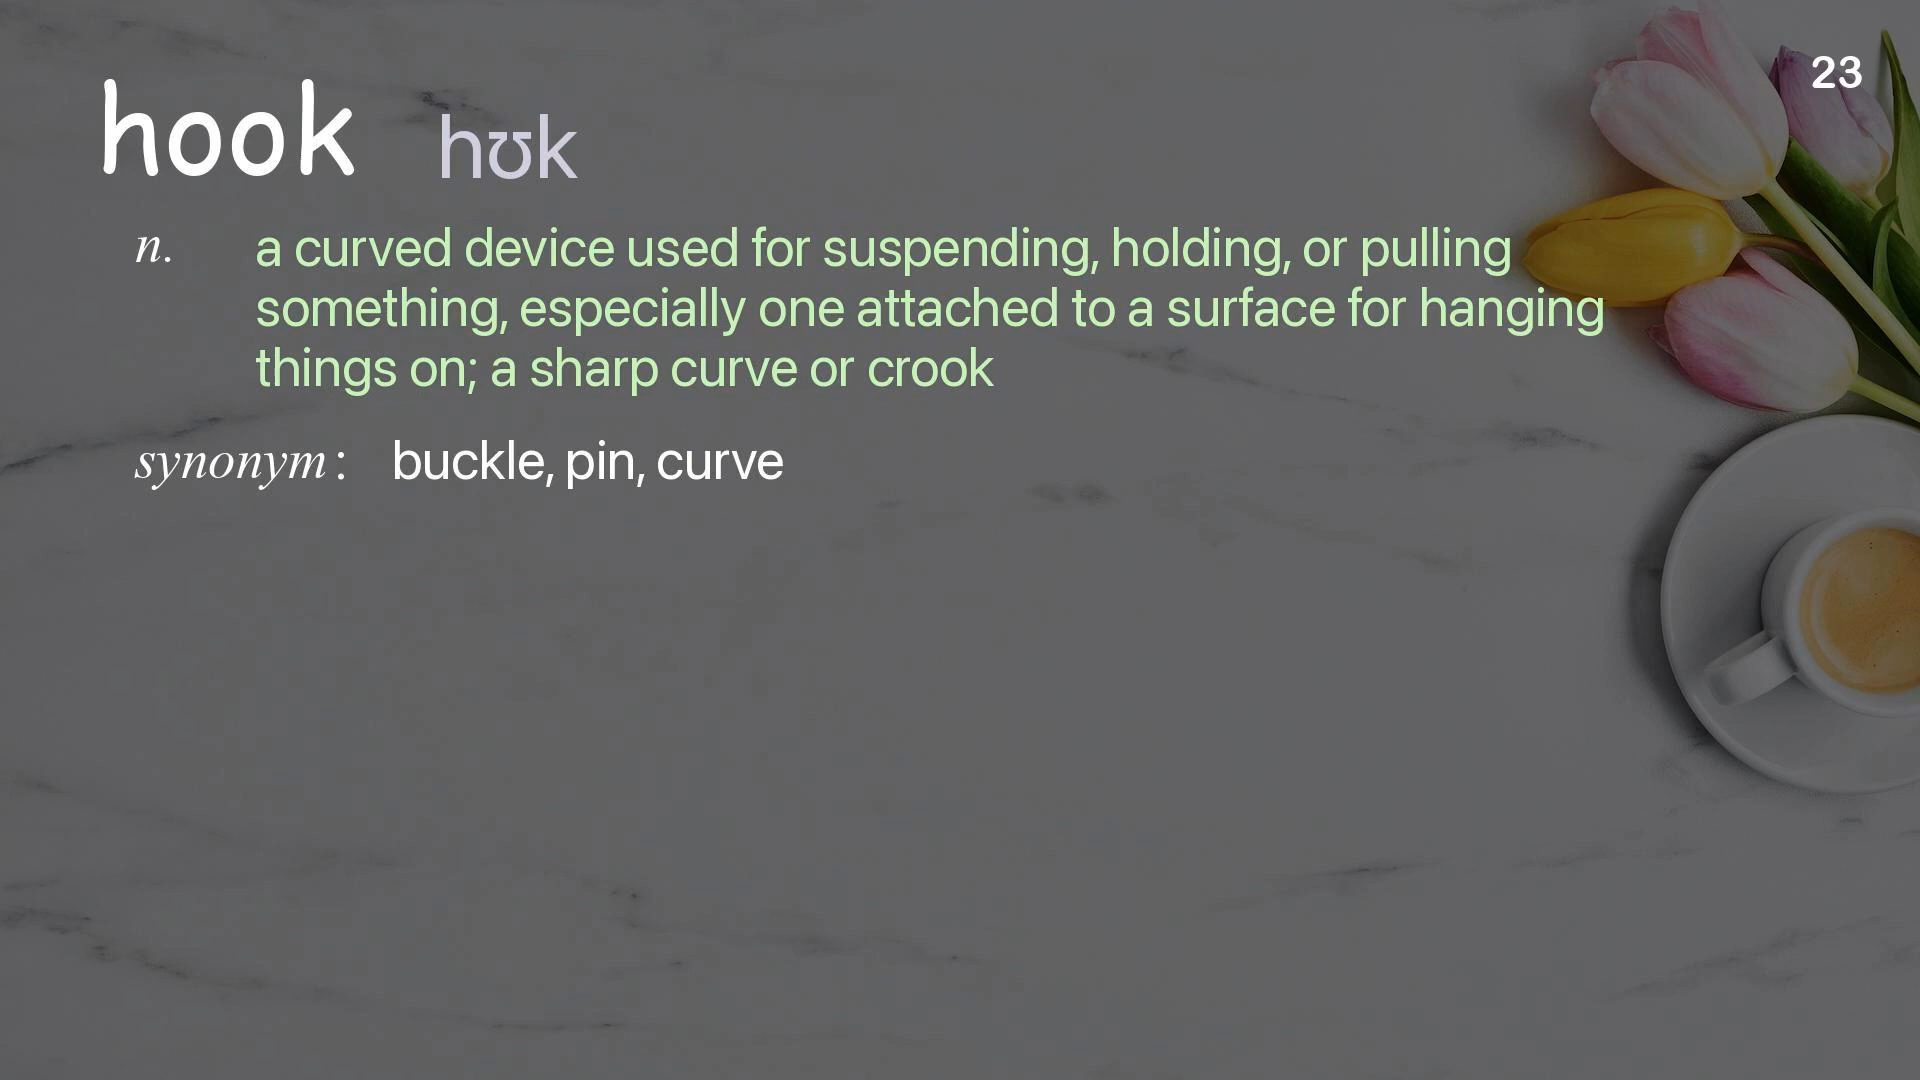 23
hook hʊk
n. a curved device used for suspending, holding, or pulling
something, especially one attached to a surface for hanging
things on; a sharp curve or crook
synonym: buckle, pin, curve